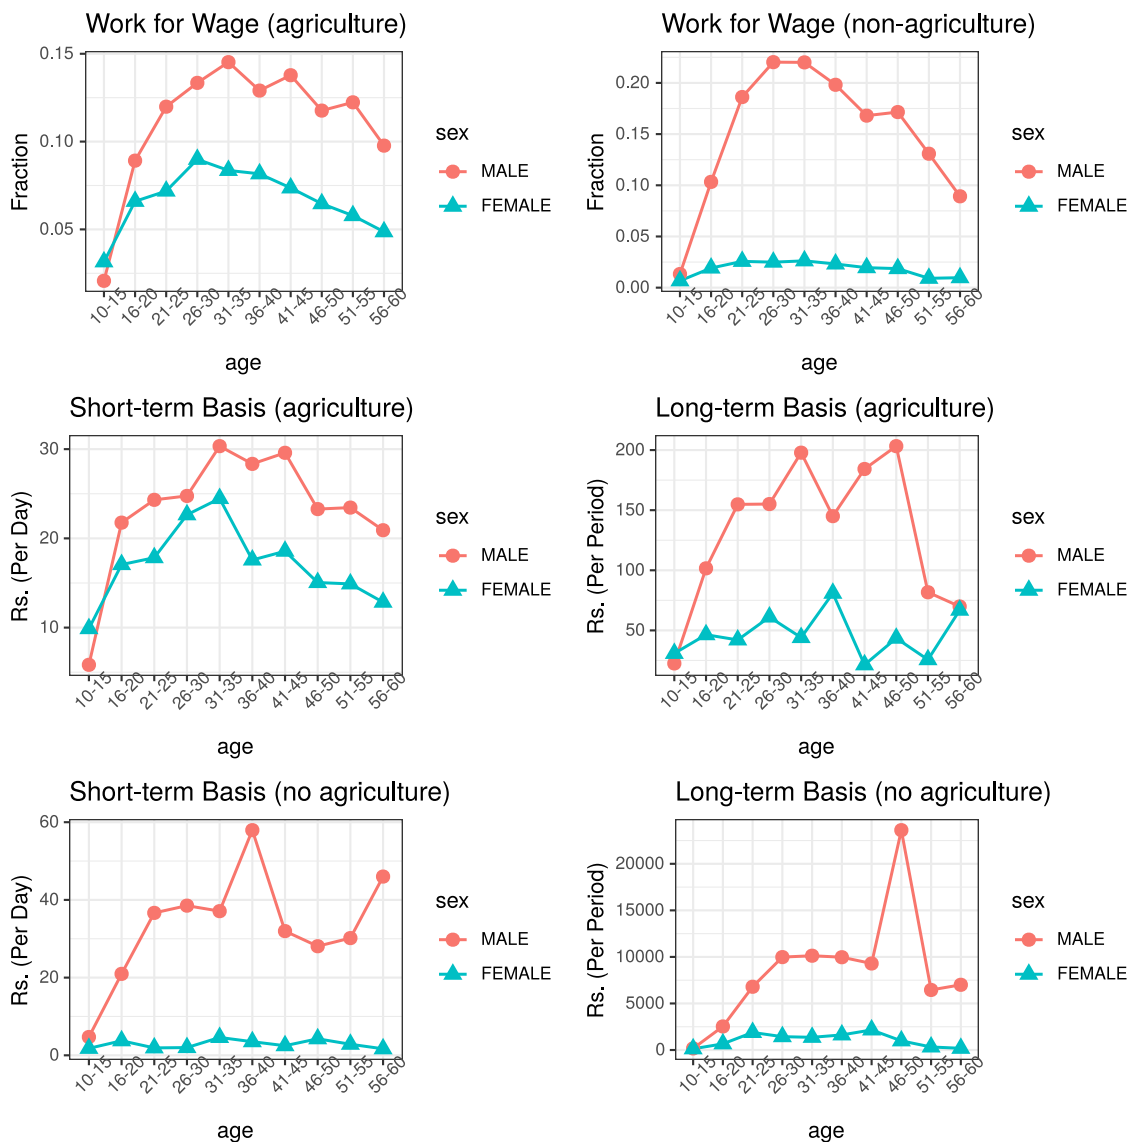 Work for Wage (agriculture)
Fraction
0.15
0.10
0.05
10-15
16-20
21-25
26-30
31-35
36-40
41-45
46-50
51-55
56-60
age
sex
MALE
FEMALE
Work for Wage (non-agriculture)
Fraction
0.20
0.15
0.10
0.05
0.00
10-15
16-20
21-25
26-30
31-35
36-40
41-45
46-50
51-55
56-60
age
sex
MALE
FEMALE
Short-term Basis (agriculture)
Rs. (Per Day)
30
20
10
10-15
16-20
21-25
26-30
31-35
36-40
41-45
46-50
51-55
56-60
age
sex
MALE
FEMALE
Long-term Basis (agriculture)
Rs. (Per Period)
200
150
100
50
10-15
16-20
21-25
26-30
31-35
36-40
41-45
46-50
51-55
56-60
age
sex
MALE
FEMALE
Short-term Basis (no agriculture)
Rs. (Per Day)
60
40
20
0
10-15
16-20
21-25
26-30
31-35
36-40
41-45
46-50
51-55
56-60
age
sex
MALE
FEMALE
Long-term Basis (no agriculture)
Rs. (Per Period)
20000
15000
10000
5000
0
10-15
16-20
21-25
26-30
31-35
36-40
41-45
46-50
51-55
56-60
age
sex
MALE
FEMALE